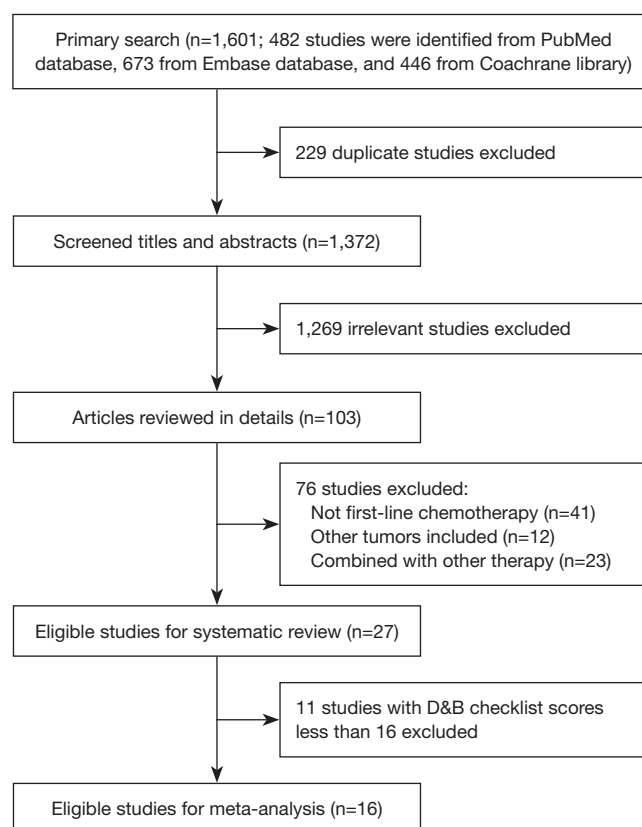 Primary search (n=1,601; 482 studies were identified from PubMed
database, 673 from Embase database, and 446 from Coachrane library)
229 duplicate studies excluded
Screened titles and abstracts (n=1,372)
1,269 irrelevant studies excluded
Articles reviewed in details (n=103)
76 studies excluded:
Not first-line chemotherapy (n=41)
Other tumors included (n=12)
Combined with other therapy (n=23)
Eligible studies for systematic review (n=27)
11 studies with D&B checklist scores
less than 16 excluded
Eligible studies for meta-analysis (n=16)